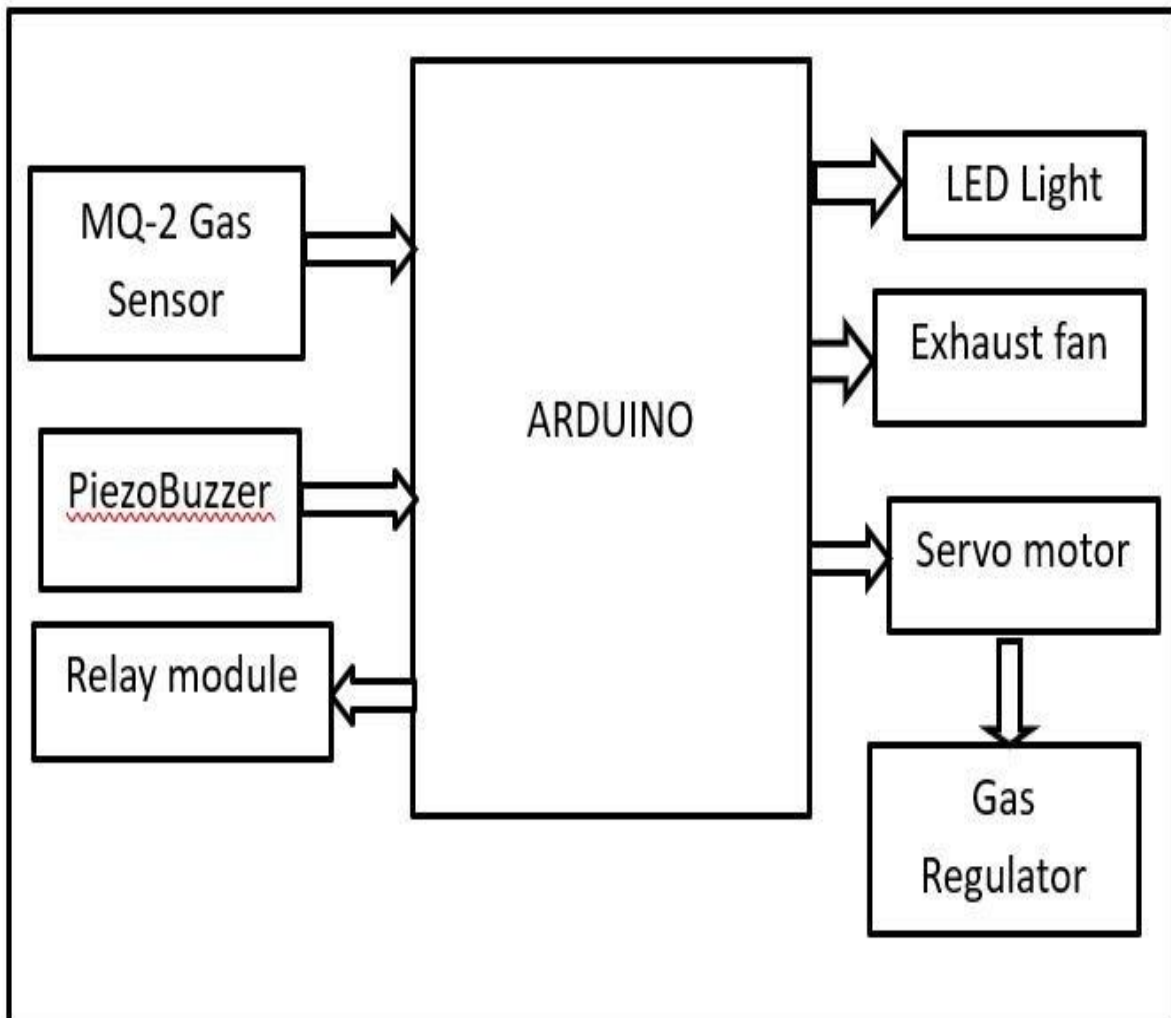 MQ-2 Gas
Sensor
PiezoBuzzer
Relay module
ARDUINO
LED Light
Exhaust fan
Servo motor
Gas
Regulator